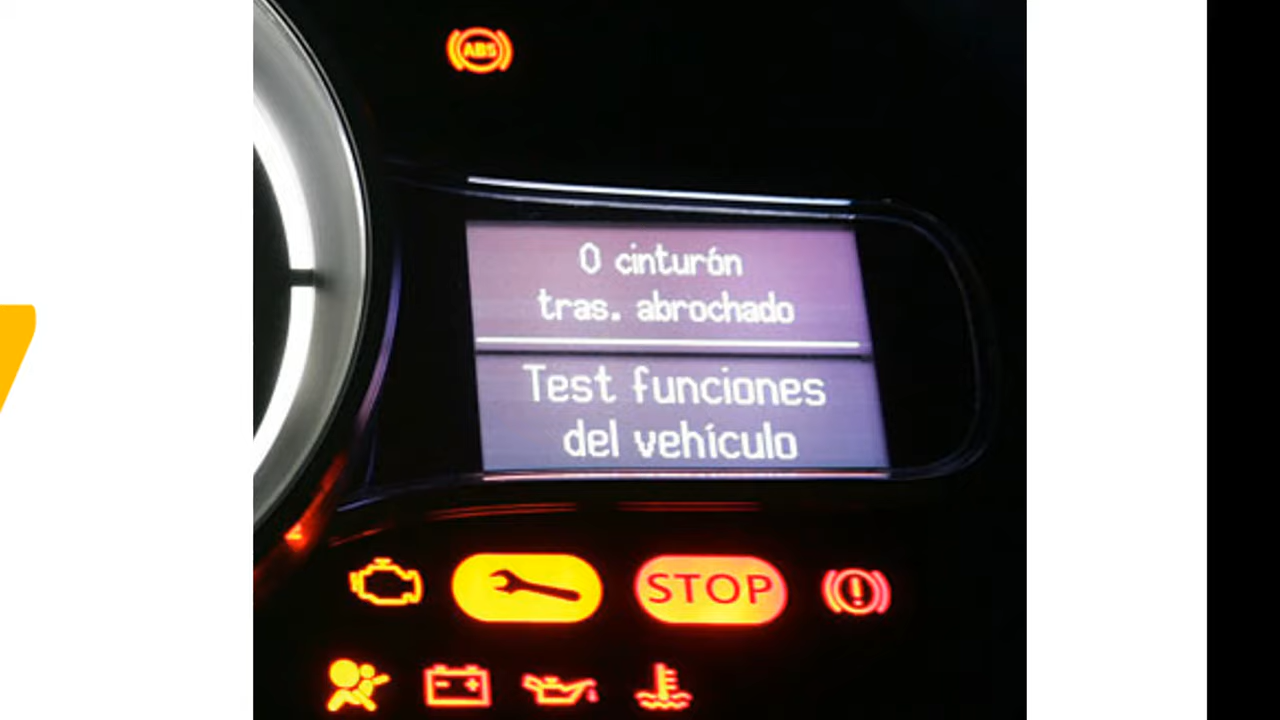 ABS
0 cinturón
tras. abrochado
Test funciones
del vehículo
STOP